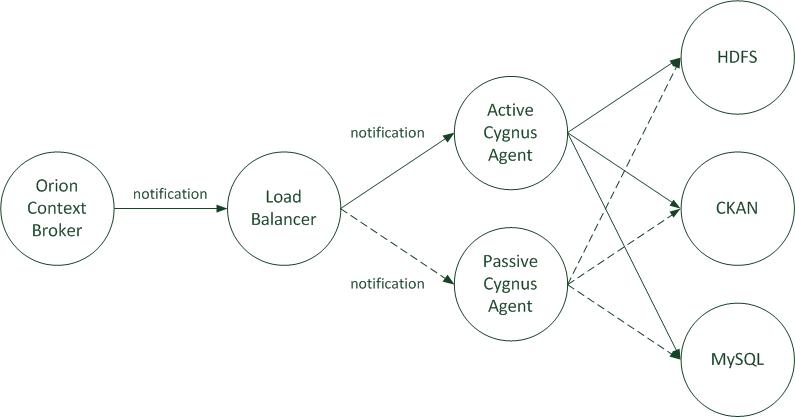 Orion
Context
Broker
notification
Load
Balancer
notification
notification
Active
Cygnus
Agent
Passive
Cygnus
Agent
HDFS
CKAN
MySQL